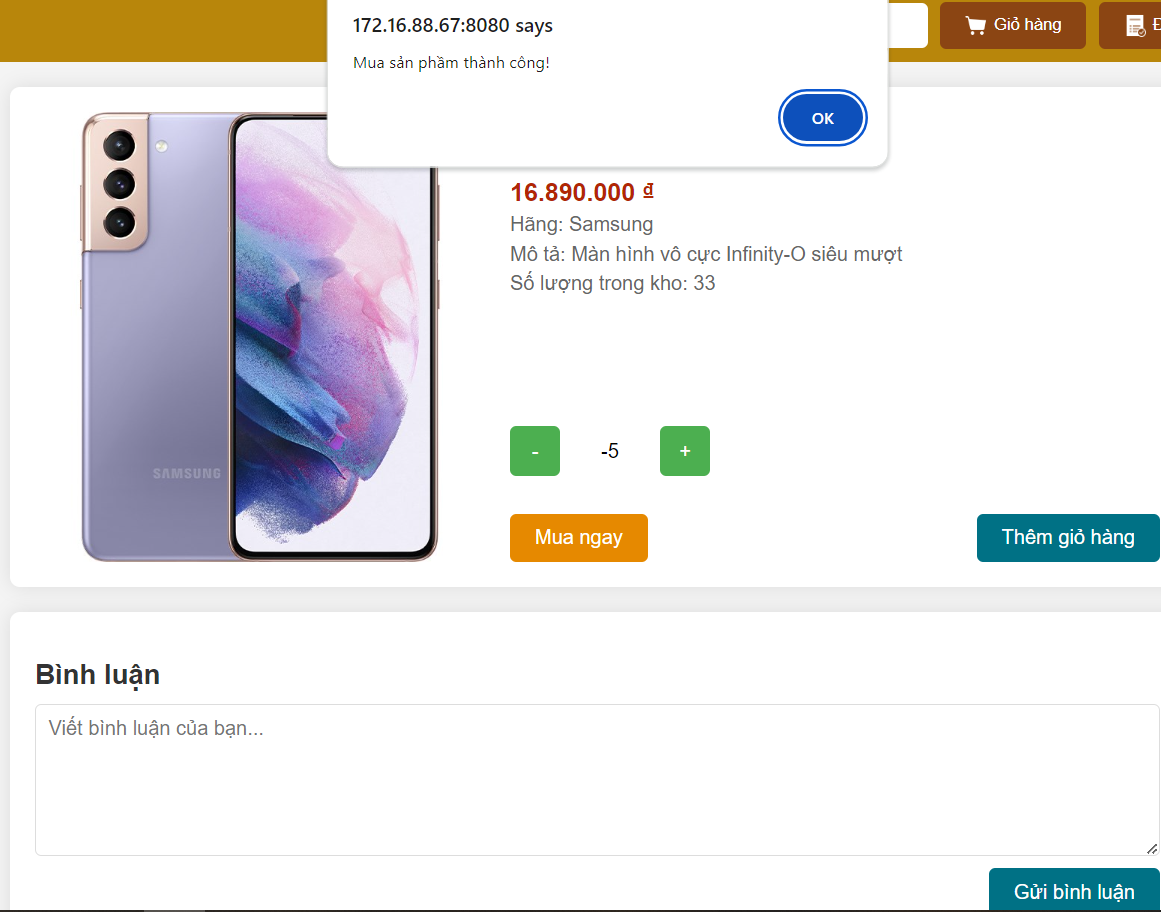 172.16.88.67:8080 says
Mua sản phầm thành công!
OK
Giỏ hàng
16.890.000 ₫
Hãng: Samsung
Mô tả: Màn hình vô cực Infinity-O siêu mượt
Số lượng trong kho: 33
SAMSUNG
- -5 +
Mua ngay
Thêm giỏ hàng
Bình luận
Viết bình luận của bạn...
Gửi bình luận